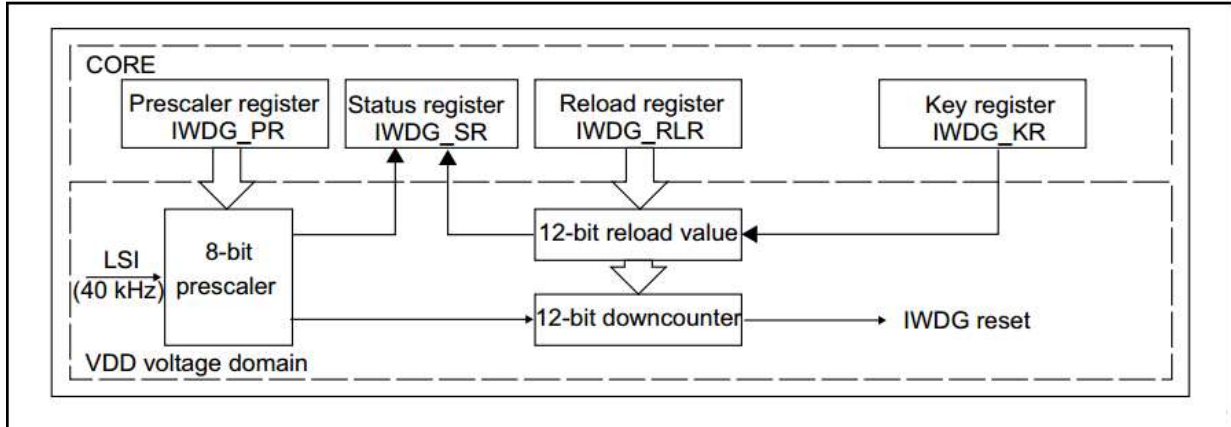 CORE
Prescaler register
IWDG_PR
Status register
IWDG_SR
Reload register
IWDG_RLR
Key register
IWDG_KR
LSI
(40 kHz)
8-bit
prescaler
12-bit reload value
12-bit downcounter
IWDG reset
VDD voltage domain